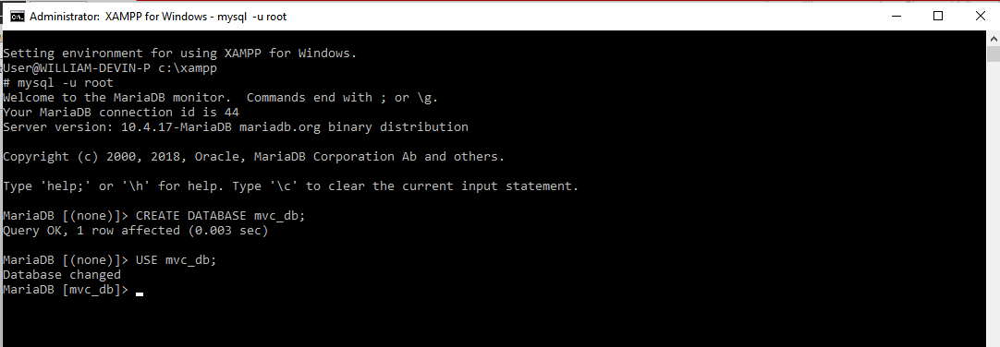 Administrator:  XAMPP for Windows - mysql  -u root
Setting environment for using XAMPP for Windows.
User@WILLIAM-DEVIN-P c:\xampp
# mysql -u root
Welcome to the MariaDB monitor.  Commands end with ; or \g.
Your MariaDB connection id is 44
Server version: 10.4.17-MariaDB mariadb.org binary distribution
Copyright (c) 2000, 2018, Oracle, MariaDB Corporation Ab and others.
Type 'help;' or '\h' for help. Type '\c' to clear the current input statement.
MariaDB [(none)]> CREATE DATABASE mvc_db;
Query OK, 1 row affected (0.003 sec)
MariaDB [(none)]> USE mvc_db;
Database changed
MariaDB [mvc_db]>